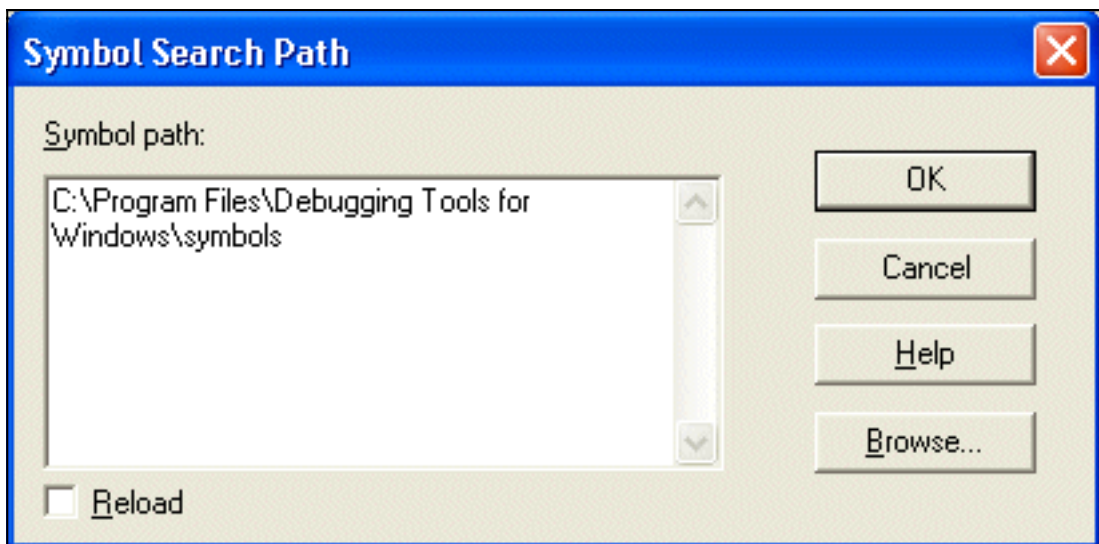 Symbol Search Path
Symbol path:
C:\Program Files\Debugging Tools for
Windows\symbols
OK
Cancel
Help
Browse...
Reload